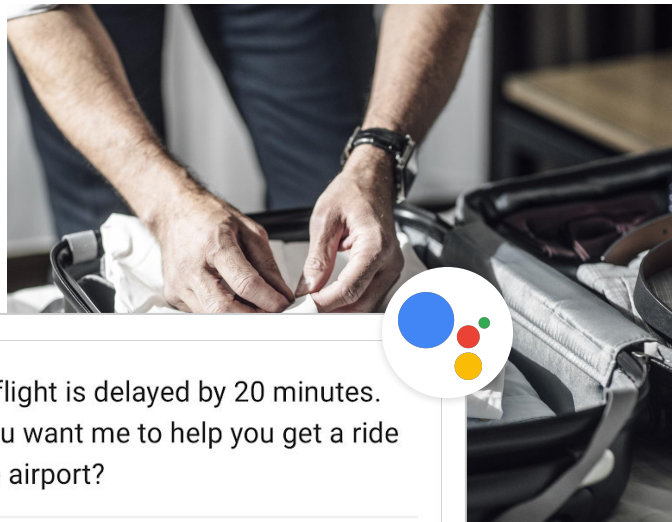 flight is delayed by 20 minutes.
u want me to help you get a ride
airport?